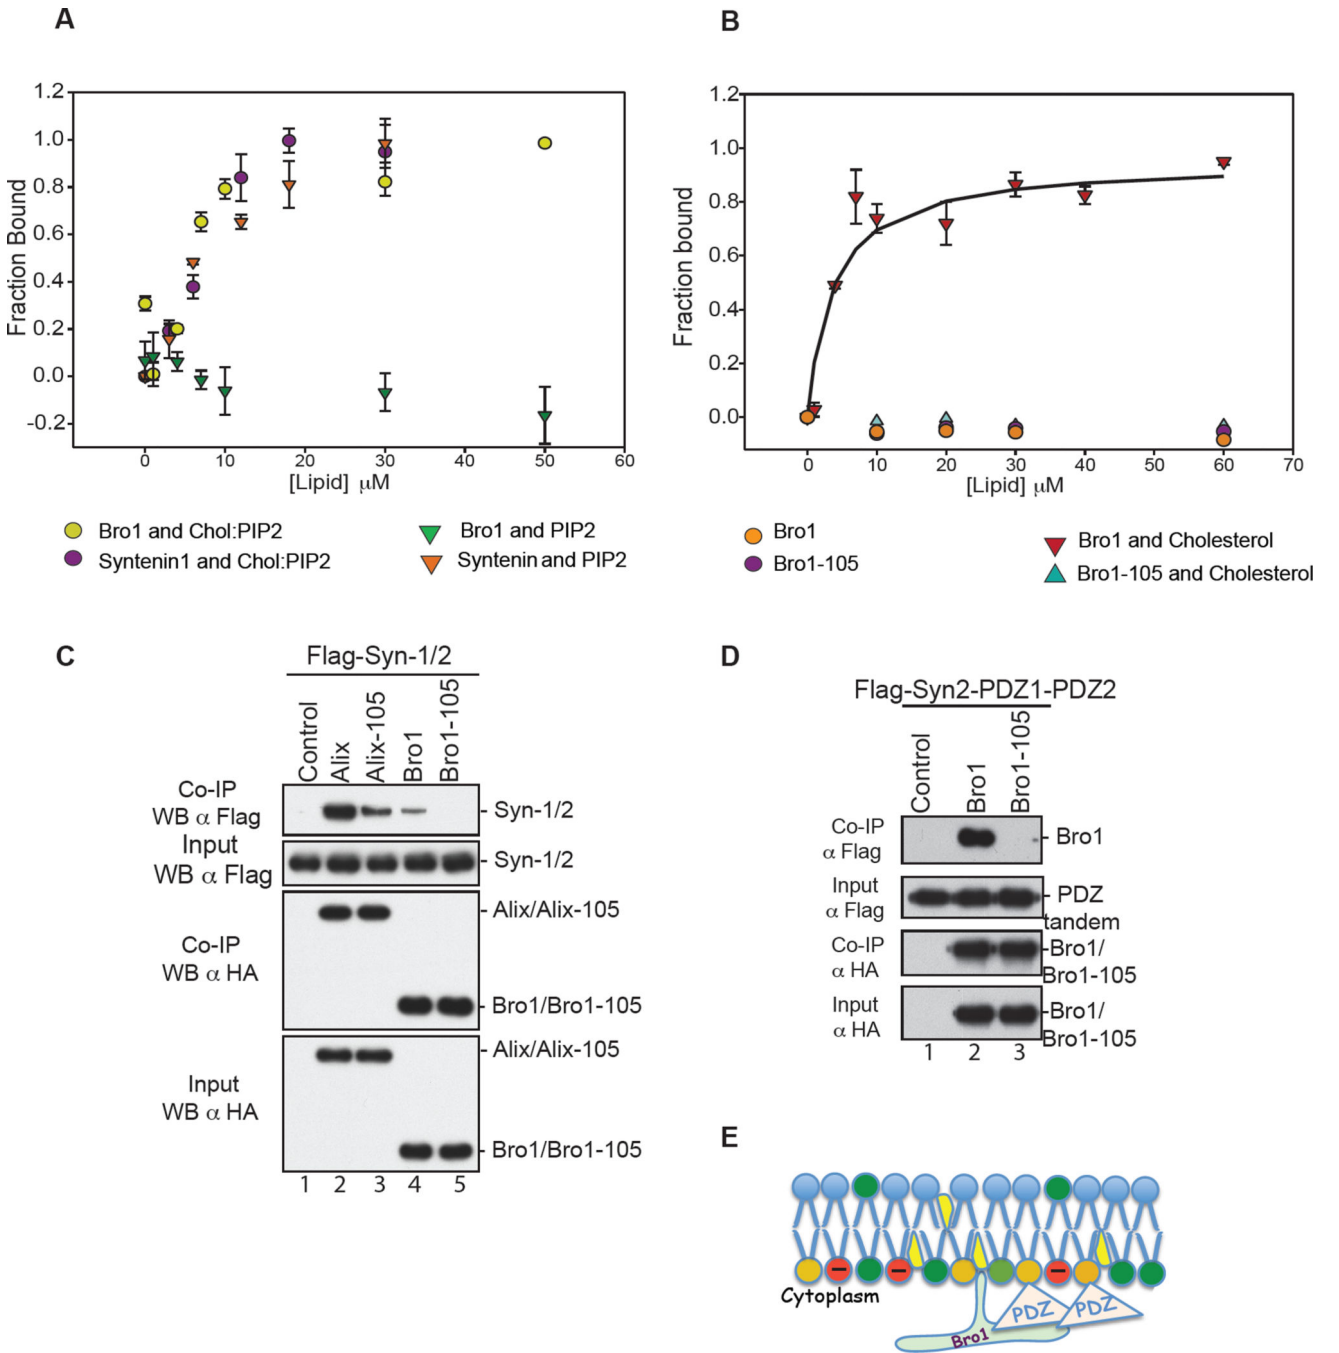 A
1.2
1.0
0.8
0.6
0.4
0.2
0.0
-0.2
Fraction Bound
0 10 20 30 40 50 60
[Lipid] μM
Bro1 and Chol:PIP2
Syntenin1 and Chol:PIP2
Bro1 and PIP2
Syntenin and PIP2
B
1.2
1.0
0.8
0.6
0.4
0.2
0.0
Fraction bound
0 10 20 30 40 50 60 70
[Lipid] μM
Bro1
Bro1-105
Bro1 and Cholesterol
Bro1-105 and Cholesterol
C
Flag-Syn-1/2
Control
Alix
Alix-105
Bro1
Bro1-105
Co-IP
WB α Flag
- Syn-1/2
Input
WB α Flag
Syn-1/2
Co-IP
WB α HA
Alix/Alix-105
Bro1/Bro1-105
Input
WB α HA
Alix/Alix-105
Bro1/Bro1-105
1 2 3 4 5
D
Flag-Syn2-PDZ1-PDZ2
Control
Bro1
Bro1-105
Co-IP
α Flag
- Bro1
Input
α Flag
- PDZ
tandem
Co-IP
α HA
-Bro1/
Bro1-105
Input
α HA
-Bro1/
Bro1-105
1 2 3
E
Cytoplasm
PDZ
PDZ
Bro1